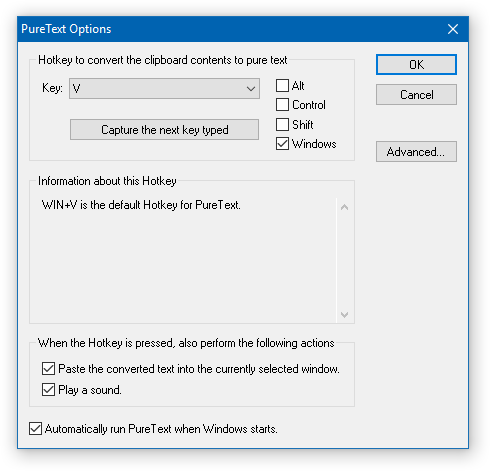 PureText Options
Hotkey to convert the clipboard contents to pure text
Key:
V
Alt
Control
Shift
Windows
Capture the next key typed
OK
Cancel
Advanced...
Information about this Hotkey
WIN+V is the default Hotkey for PureText.
When the Hotkey is pressed, also perform the following actions
Paste the converted text into the currently selected window.
Play a sound.
Automatically run PureText when Windows starts.